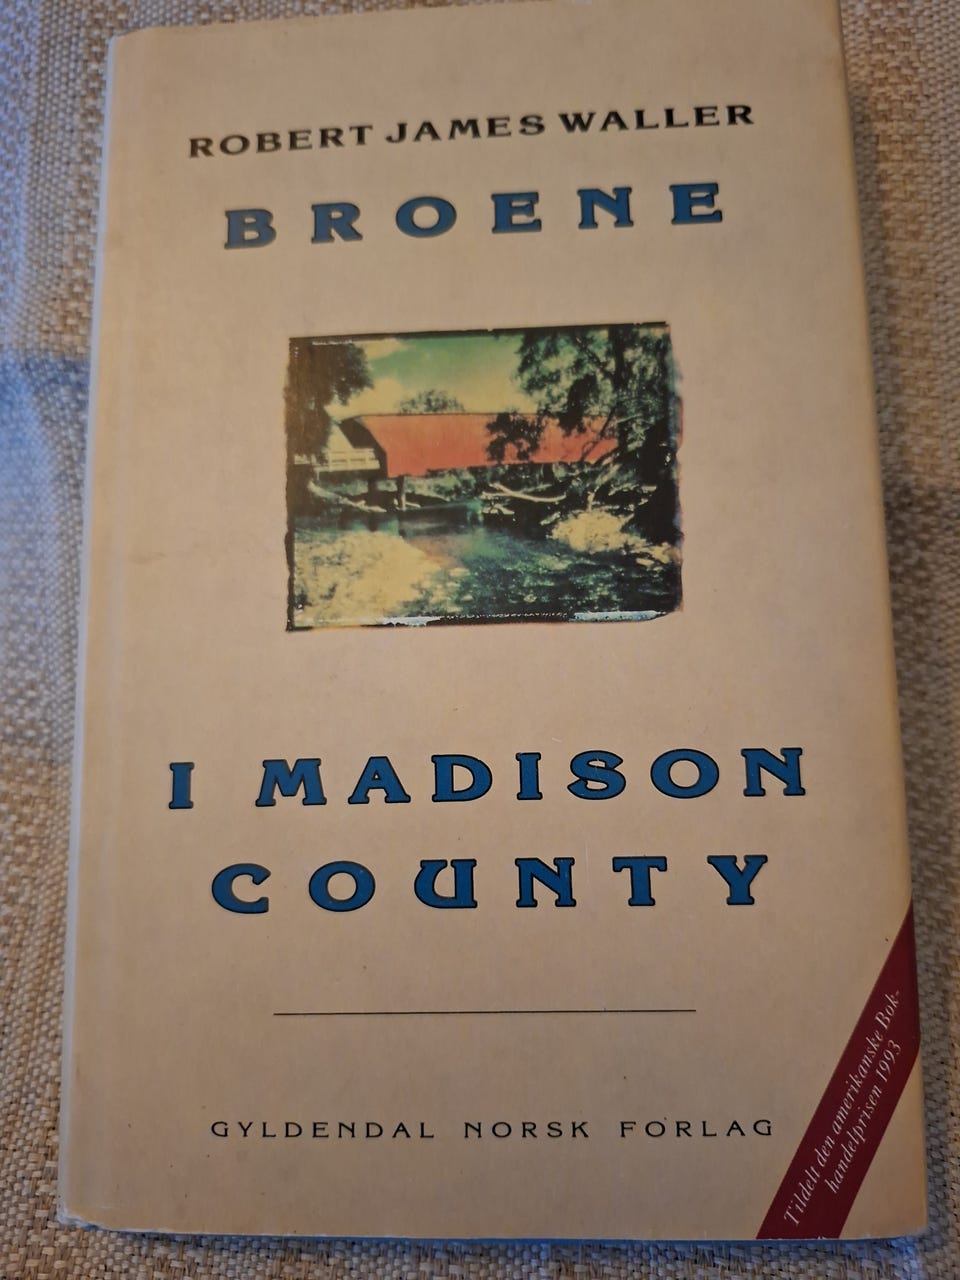 ROBERT JAMES WALLER
BROENE
I MADISON
COUNTY
GYLDENDAL NORSK FORLAG
Tildelt den amerikanske Bok-
handelprisen 1993